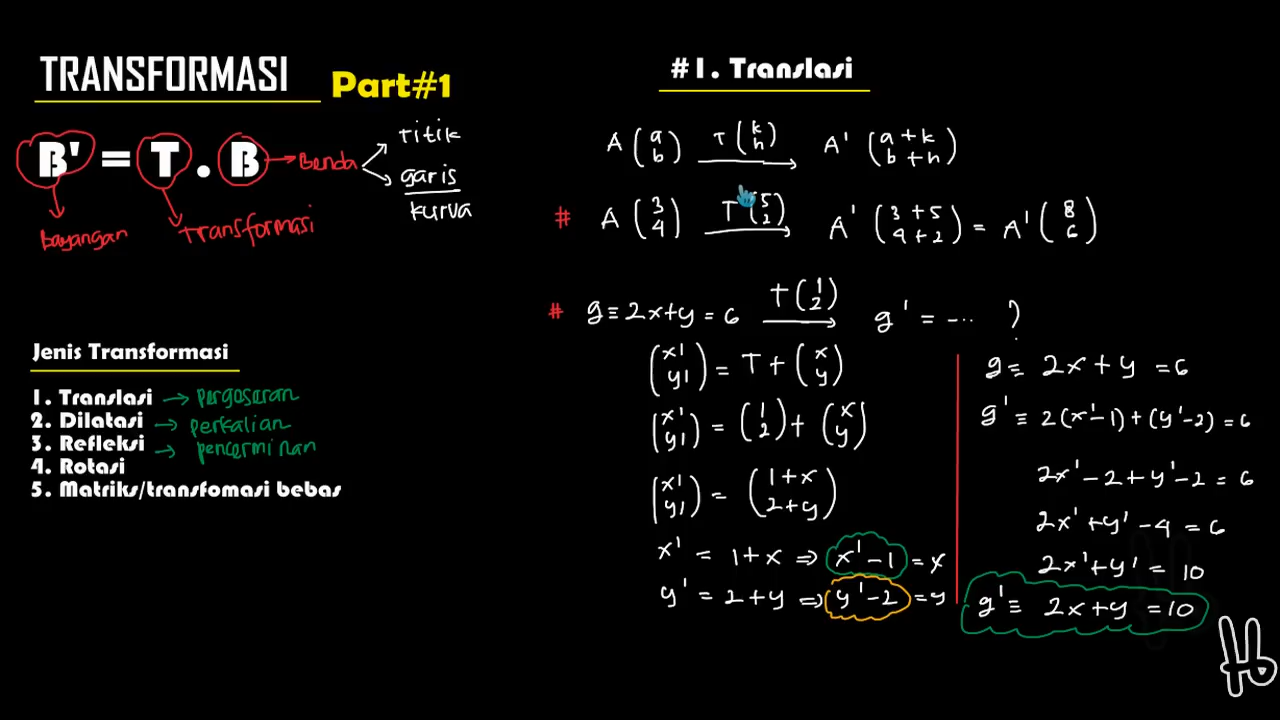 TRANSFORMASI Part#1
B' = T . B → Benda
Titik
garis
kurva
Bayangan
Transformasi
Jenis Transformasi
1. Translasi → pergoseran
2. Dilatasi → perkalian
3. Refleksi → pencerminan
4. Rotasi
5. Matriks/transfomasi bebas
#1. Translasi
A (a b) T (k h) → A' (a + k b + h)
# A (3 4) T (5 2) → A' (3 + 5 4 + 2) = A' (8 6)
# g ≡ 2x + y = 6 T (1 2) → g' = .... ?
(x' y') = T + (x y)
(x' y') = (1 2) + (x y)
(x' y') = (1 + x 2 + y)
x' = 1 + x ⇒ x' - 1 = x
y' = 2 + y ⇒ y' - 2 = y
g ≡ 2x + y = 6
g' ≡ 2(x' - 1) + (y' - 2) = 6
2x' - 2 + y' - 2 = 6
2x' + y' - 4 = 6
2x' + y' = 10
g' ≡ 2x + y = 10